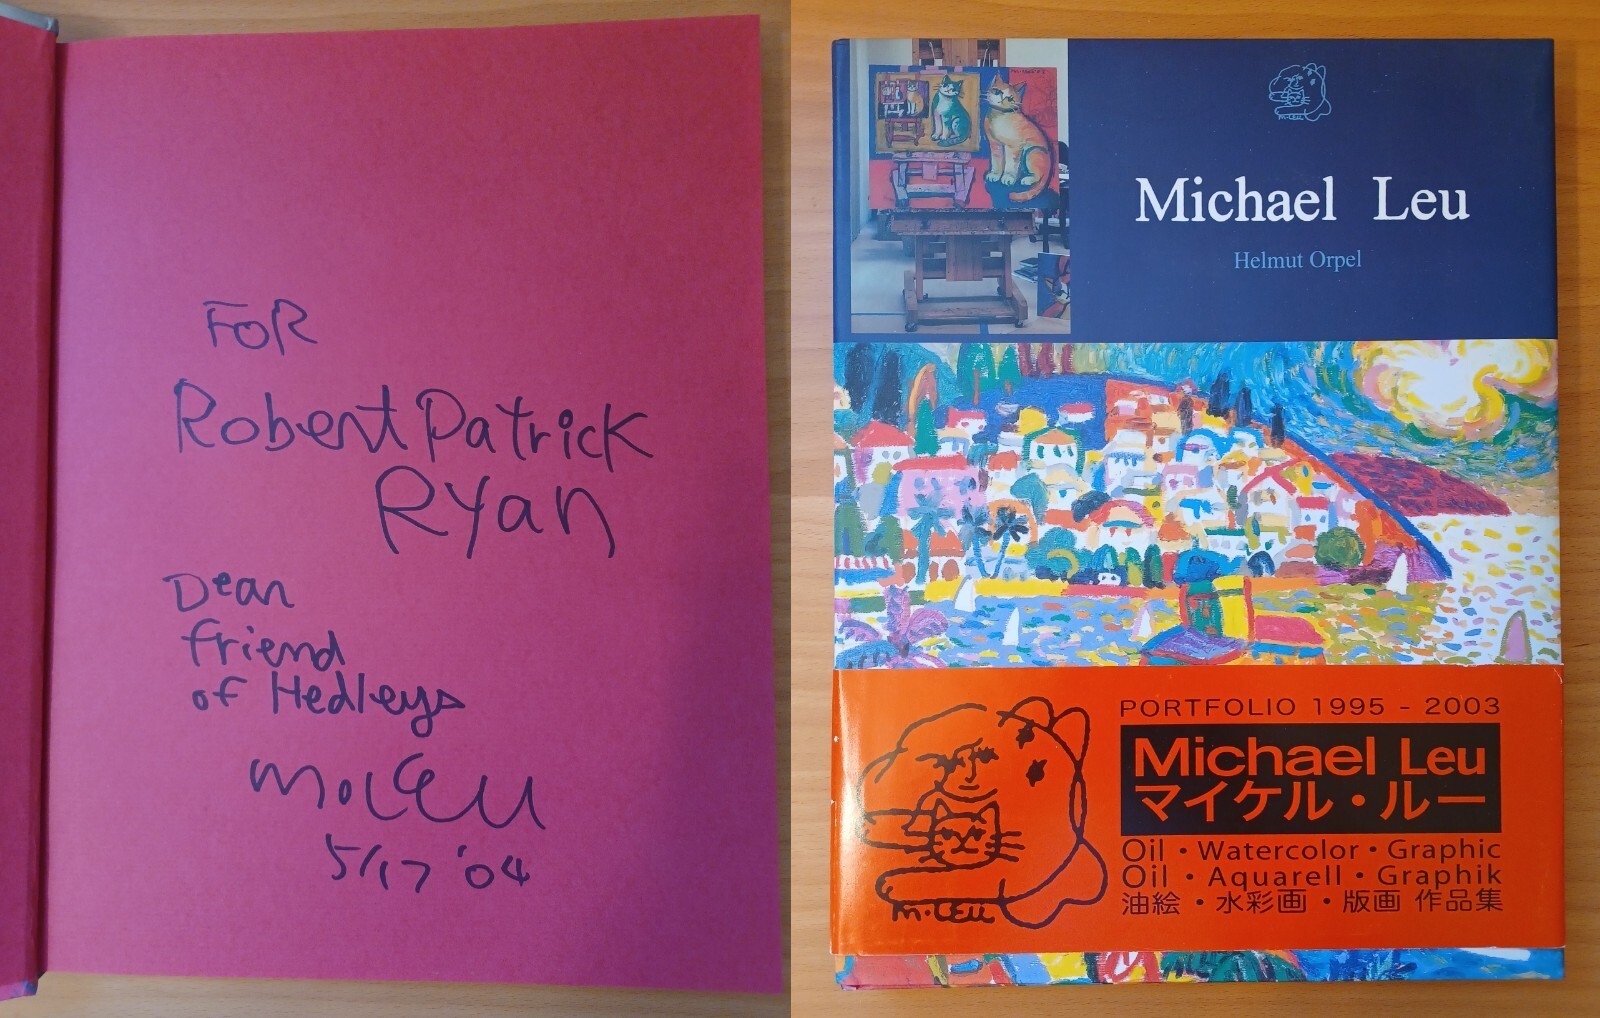 FOR
Robert Patrick
Ryan
Dear
friend
of Hedleys
M.LEU
5/17 '04
M·LEU
Michael Leu
Helmut Orpel
PORTFOLIO 1995 - 2003
Michael Leu
マイケル・ルー
Oil・Watercolor・Graphic
Oil・Aquarell・Graphik
油絵・水彩画・版画 作品集
M·LEU